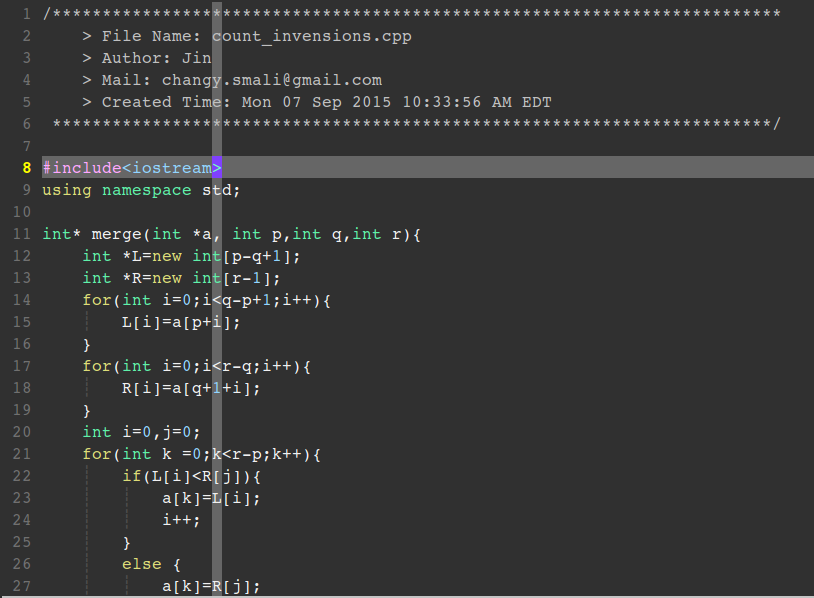 1 /*************************************************************************
2     > File Name: count_invensions.cpp
3     > Author: Jin
4     > Mail: changy.smali@gmail.com
5     > Created Time: Mon 07 Sep 2015 10:33:56 AM EDT
6  ************************************************************************/
7
8 #include<iostream>
9 using namespace std;
10
11 int* merge(int *a, int p,int q,int r){
12     int *L=new int[p-q+1];
13     int *R=new int[r-1];
14     for(int i=0;i<q-p+1;i++){
15         L[i]=a[p+i];
16     }
17     for(int i=0;i<r-q;i++){
18         R[i]=a[q+1+i];
19     }
20     int i=0,j=0;
21     for(int k =0;k<r-p;k++){
22         if(L[i]<R[j]){
23             a[k]=L[i];
24             i++;
25         }
26         else {
27             a[k]=R[j];